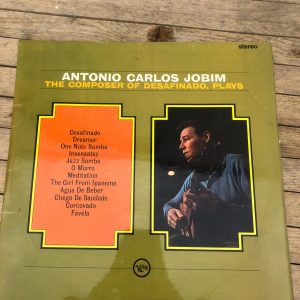 stereo
ANTONIO CARLOS JOBIM
THE COMPOSER OF DESAFINADO, PLAYS
Desafinado
Dreamer
One Note Samba
Insensatez
Jazz Samba
O Morro
Meditation
The Girl From Ipanema
Agua De Beber
Chega De Saudade
Corcovado
Favela
Verve